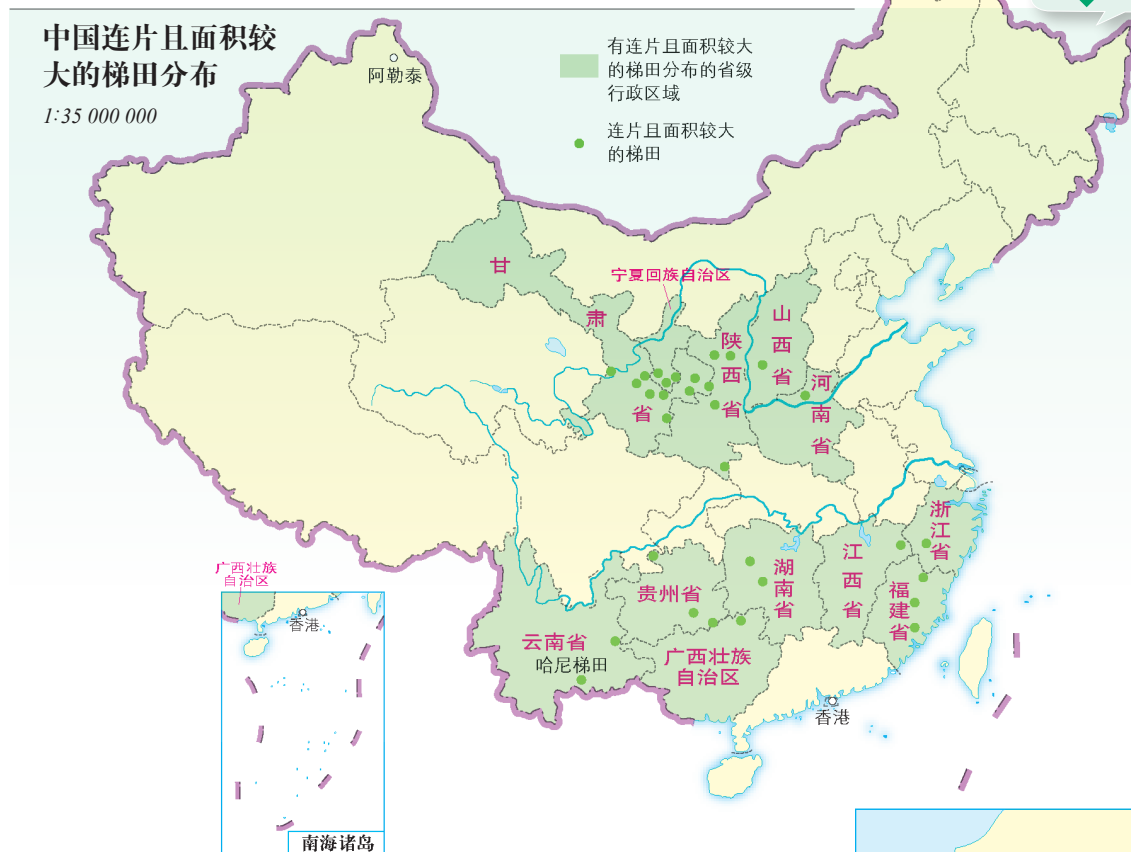 中国连片且面积较
大的梯田分布
1:35 000 000
有连片且面积较大
的梯田分布的省级
行政区域
连片且面积较大
的梯田
阿勒泰
甘
肃
省
宁夏回族自治区
陕
西
省
山
西
省
河
南
省
浙
江
省
江
西
省
福
建
省
湖
南
省
贵州省
云南省
哈尼梯田
广西壮族
自治区
香港
广西壮族
自治区
香港
南海诸岛